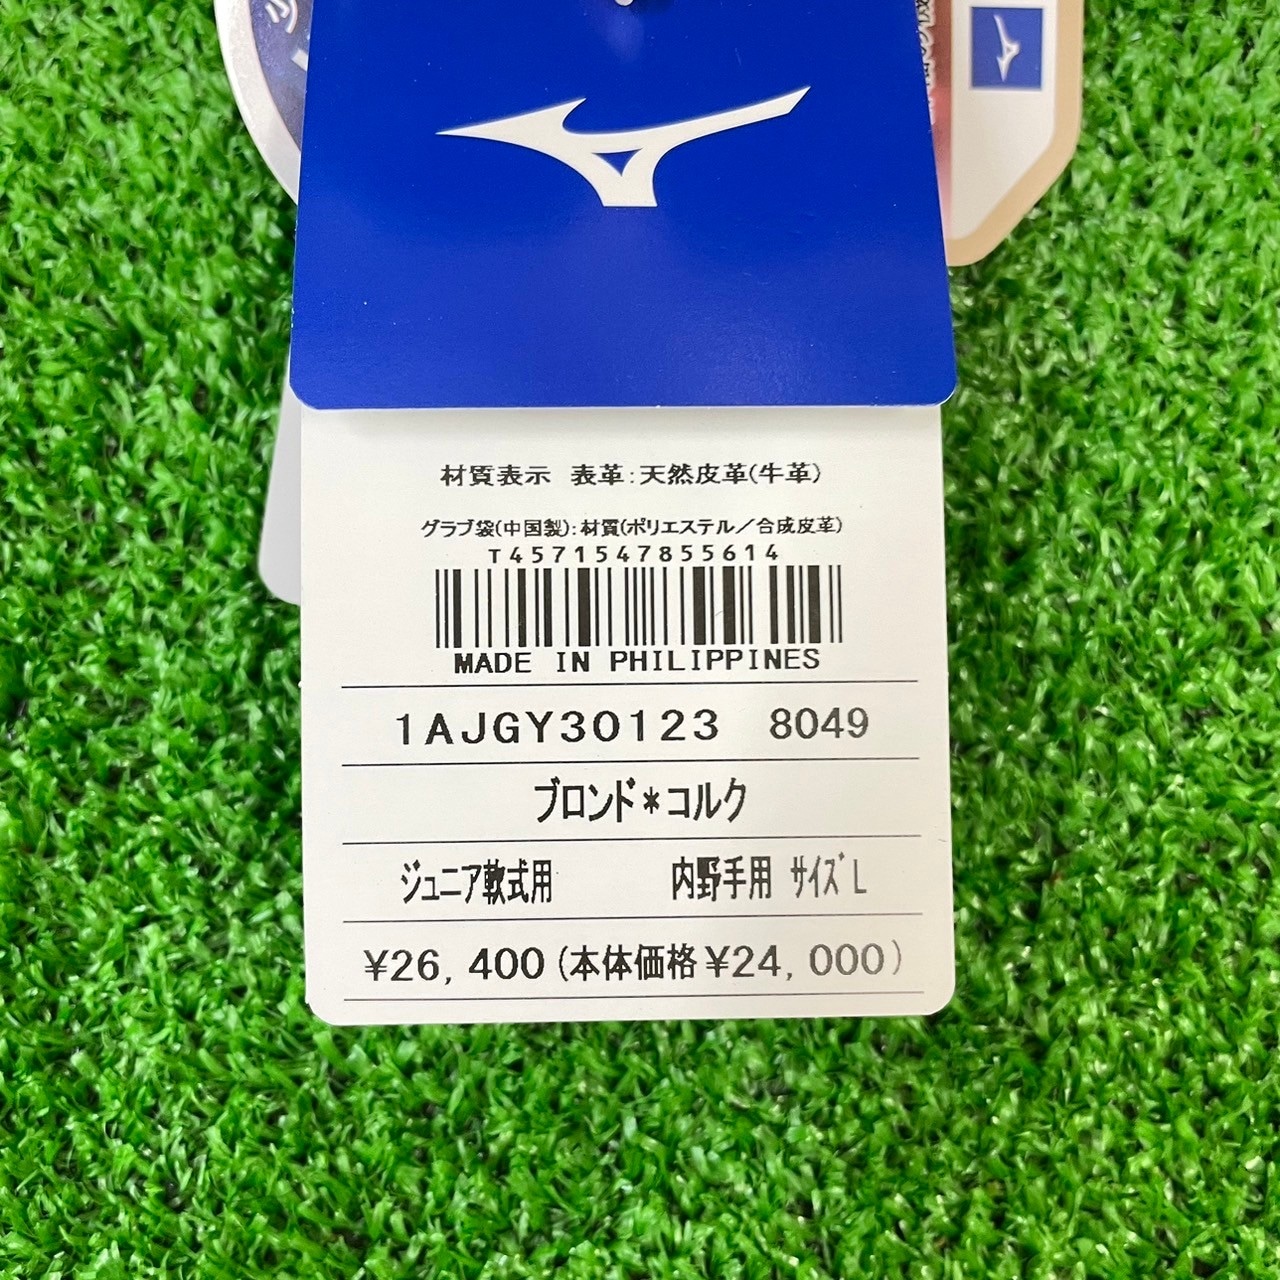 材質表示 表革:天然皮革(牛革)
グラブ袋(中国製):材質(ポリエステル/合成皮革)
T4571547855614
MADE IN PHILIPPINES
1AJGY30123 8049
ブロンド*コルク
ジュニア軟式用 内野手用 サイズL
¥26,400(本体価格¥24,000)